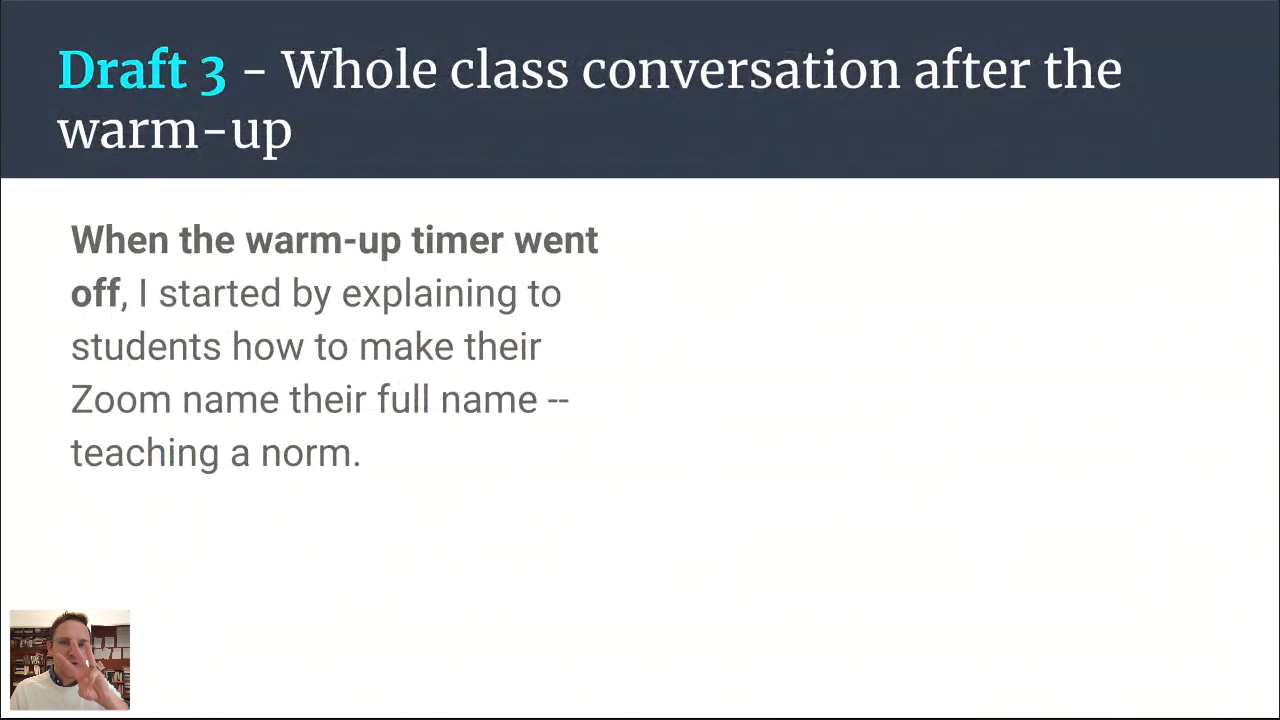 Draft 3 - Whole class conversation after the
warm-up
When the warm-up timer went
off, I started by explaining to
students how to make their
Zoom name their full name --
teaching a norm.